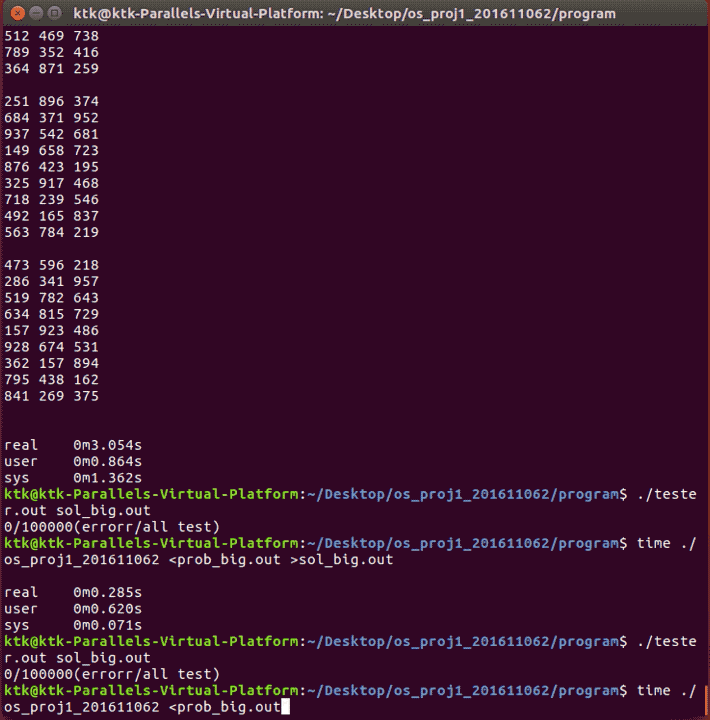 ktk@ktk-Parallels-Virtual-Platform: ~/Desktop/os_proj1_201611062/program
512 469 738
789 352 416
364 871 259
251 896 374
684 371 952
937 542 681
149 658 723
876 423 195
325 917 468
718 239 546
492 165 837
563 784 219
473 596 218
286 341 957
519 782 643
634 815 729
157 923 486
928 674 531
362 157 894
795 438 162
841 269 375
real 0m3.054s
user 0m0.864s
sys 0m1.362s
ktk@ktk-Parallels-Virtual-Platform:~/Desktop/os_proj1_201611062/program$ ./teste
r.out sol_big.out
0/100000(errorr/all test)
ktk@ktk-Parallels-Virtual-Platform:~/Desktop/os_proj1_201611062/program$ time ./
os_proj1_201611062 <prob_big.out >sol_big.out
real 0m0.285s
user 0m0.620s
sys 0m0.071s
ktk@ktk-Parallels-Virtual-Platform:~/Desktop/os_proj1_201611062/program$ ./teste
r.out sol_big.out
0/100000(errorr/all test)
ktk@ktk-Parallels-Virtual-Platform:~/Desktop/os_proj1_201611062/program$ time ./
os_proj1_201611062 <prob_big.out